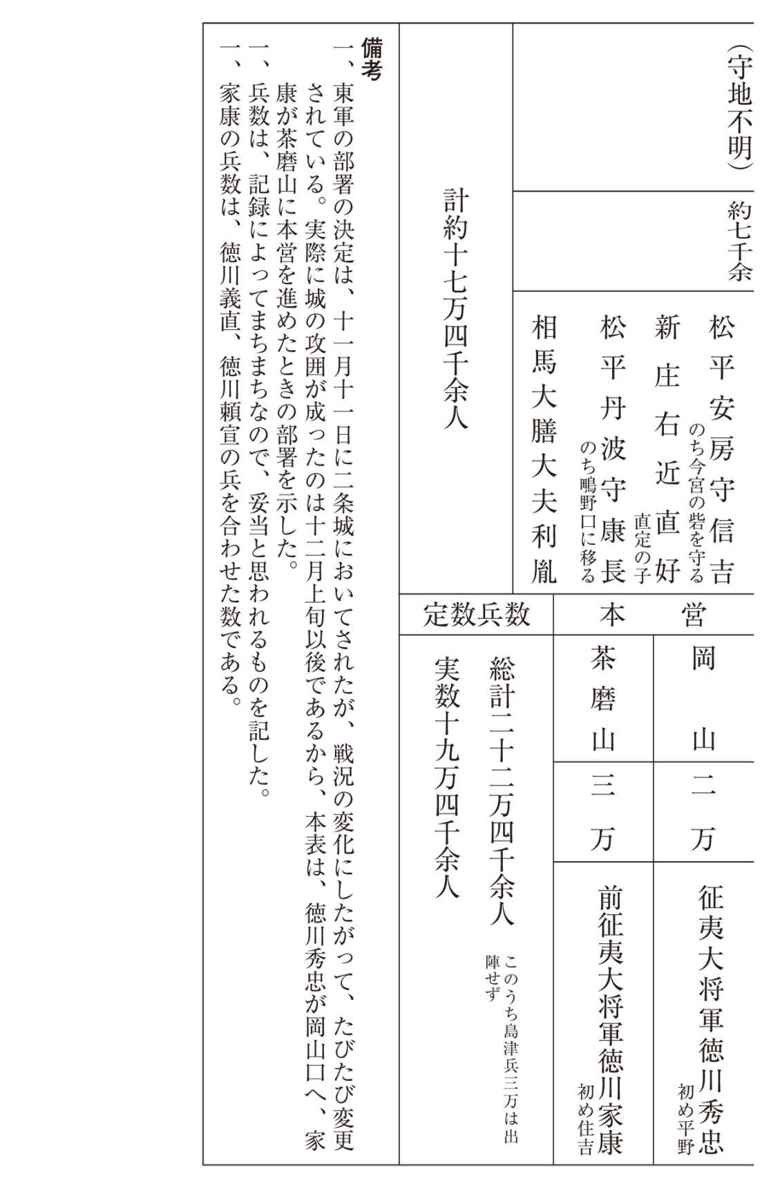 （守地不明）
約七千余
松平安房守信吉
のち今宮の砦を守る
新庄右近直好
直定の子
松平丹波守康長
のち鴫野口に移る
相馬大膳大夫利胤
計約十七万四千余人
本営
岡山
二万
征夷大将軍徳川秀忠
初め平野
茶磨山
三万
前征夷大将軍徳川家康
初め住吉
定数兵数
総計二十二万四千余人
このうち島津兵三万は出
陣せず
実数十九万四千余人
備考
一、東軍の部署の決定は、十一月十一日に二条城においてされたが、戦況の変化にしたがって、たびたび変更
されている。実際に城の攻囲が成ったのは十二月上旬以後であるから、本表は、徳川秀忠が岡山口へ、家
康が茶磨山に本営を進めたときの部署を示した。
一、兵数は、記録によってまちまちなので、妥当と思われるものを記した。
一、家康の兵数は、徳川義直、徳川頼宣の兵を合わせた数である。